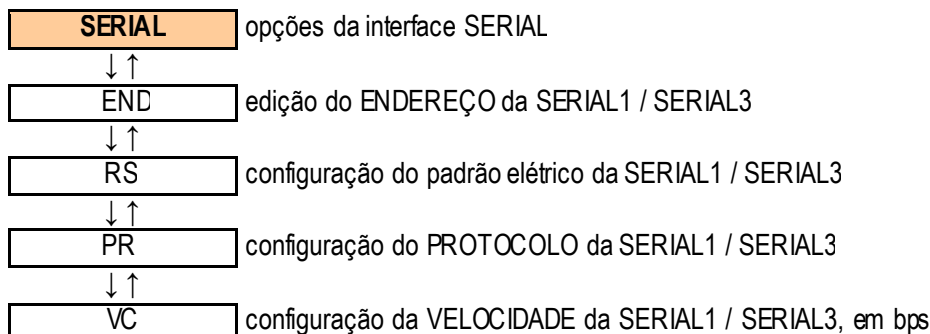 SERIAL opções da interface SERIAL
↓↑
END edição do ENDEREÇO da SERIAL1 / SERIAL3
↓↑
RS configuração do padrão elétrico da SERIAL1 / SERIAL3
↓↑
PR configuração do PROTOCOLO da SERIAL1 / SERIAL3
↓↑
VC configuração da VELOCIDADE da SERIAL1 / SERIAL3, em bps